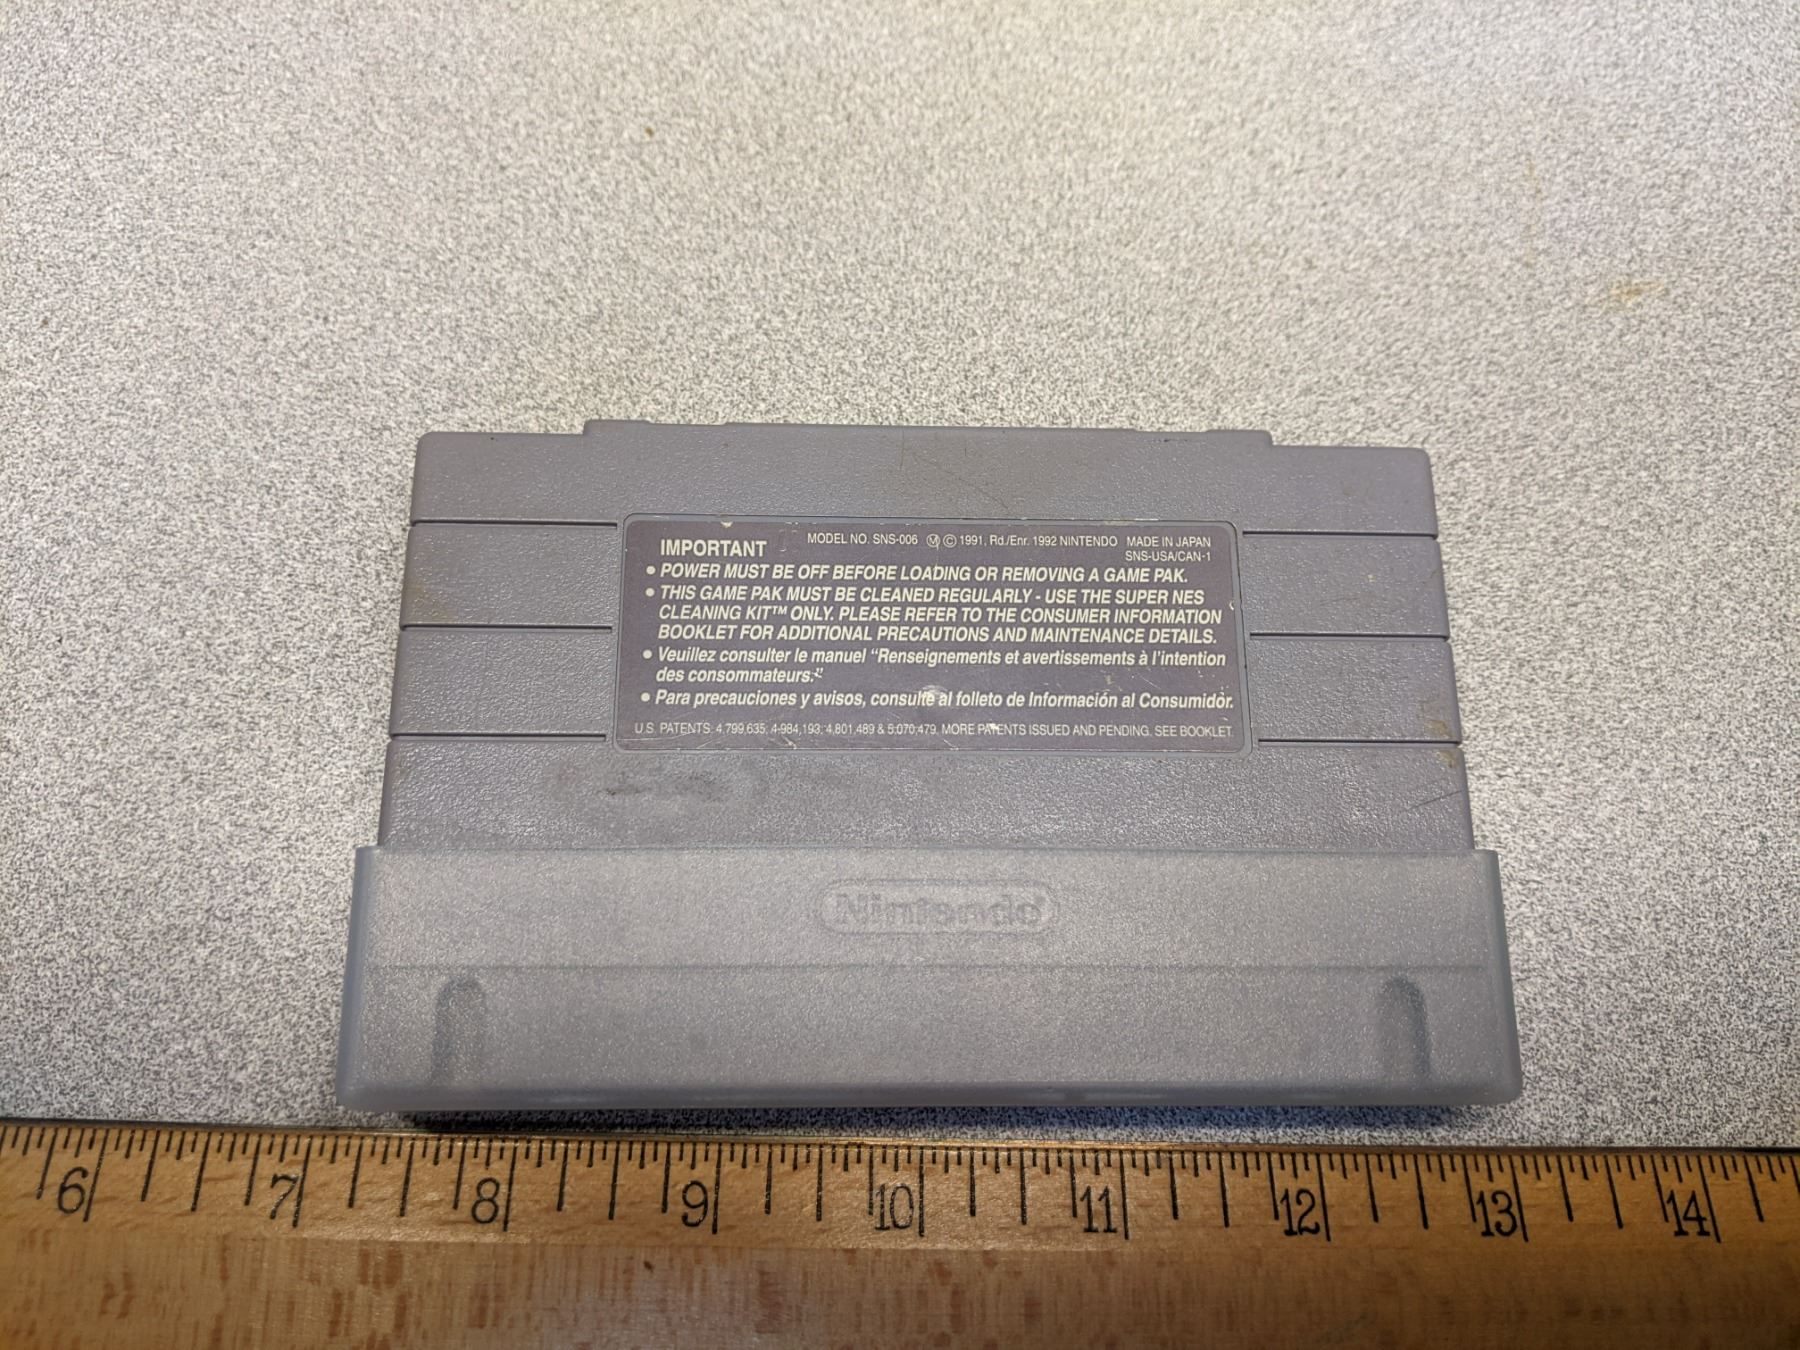 IMPORTANT MODEL NO. SNS-006 Ⓜ © 1991, Rd./Enr. 1992 NINTENDO MADE IN JAPAN
SNS-USA/CAN-1
• POWER MUST BE OFF BEFORE LOADING OR REMOVING A GAME PAK.
• THIS GAME PAK MUST BE CLEANED REGULARLY - USE THE SUPER NES
CLEANING KIT™ ONLY. PLEASE REFER TO THE CONSUMER INFORMATION
BOOKLET FOR ADDITIONAL PRECAUTIONS AND MAINTENANCE DETAILS.
• Veuillez consulter le manuel “Renseignements et avertissements à l'intention
des consommateurs.”
• Para precauciones y avisos, consulte al folleto de Información al Consumidor.
U.S. PATENTS: 4,799,635; 4,984,193; 4,801,489 & 5,070,479. MORE PATENTS ISSUED AND PENDING. SEE BOOKLET.
Nintendo®
6 7 8 9 10 11 12 13 14